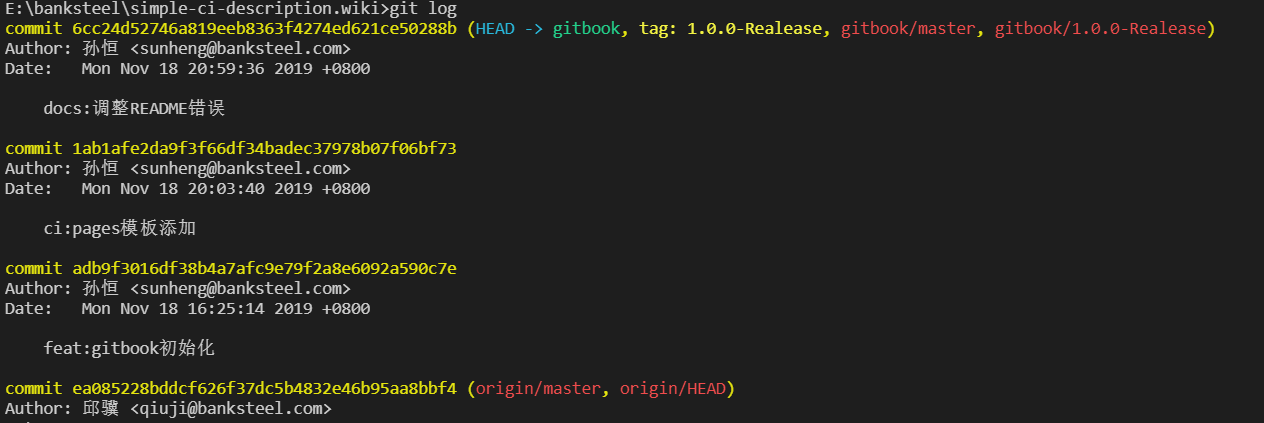 E:\banksteel\simple-ci-description.wiki>git log
commit 6cc24d52746a819eeb8363f4274ed621ce50288b (HEAD -> gitbook, tag: 1.0.0-Realease, gitbook/master, gitbook/1.0.0-Realease)
Author: 孙恒 <sunheng@banksteel.com>
Date:   Mon Nov 18 20:59:36 2019 +0800
docs:调整README错误
commit 1ab1afe2da9f3f66df34badec37978b07f06bf73
Author: 孙恒 <sunheng@banksteel.com>
Date:   Mon Nov 18 20:03:40 2019 +0800
ci:pages模板添加
commit adb9f3016df38b4a7afc9e79f2a8e6092a590c7e
Author: 孙恒 <sunheng@banksteel.com>
Date:   Mon Nov 18 16:25:14 2019 +0800
feat:gitbook初始化
commit ea085228bddcf626f37dc5b4832e46b95aa8bbf4 (origin/master, origin/HEAD)
Author: 邱骥 <qiuji@banksteel.com>